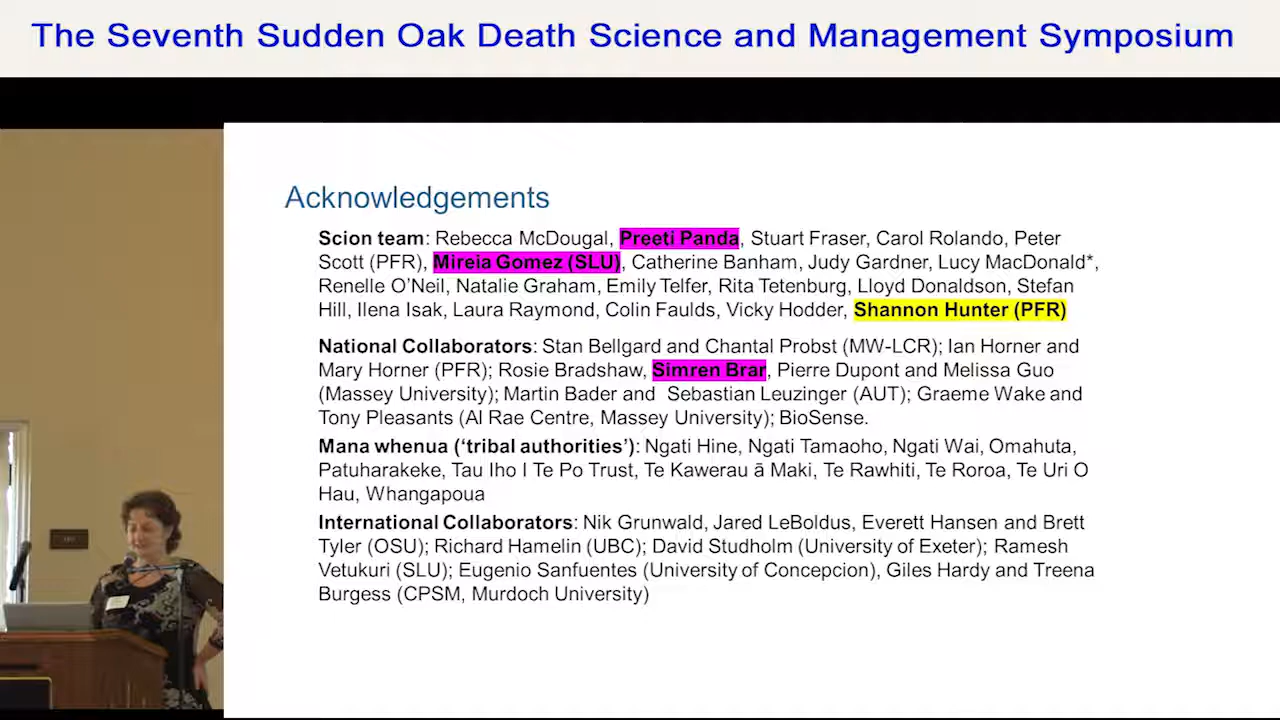 The Seventh Sudden Oak Death Science and Management Symposium
Acknowledgements
Scion team: Rebecca McDougal, Preeti Panda, Stuart Fraser, Carol Rolando, Peter
Scott (PFR), Mireia Gomez (SLU), Catherine Banham, Judy Gardner, Lucy MacDonald*,
Renelle O’Neil, Natalie Graham, Emily Telfer, Rita Tetenburg, Lloyd Donaldson, Stefan
Hill, Ilena Isak, Laura Raymond, Colin Faulds, Vicky Hodder, Shannon Hunter (PFR)
National Collaborators: Stan Bellgard and Chantal Probst (MW-LCR); Ian Horner and
Mary Horner (PFR); Rosie Bradshaw, Simren Brar, Pierre Dupont and Melissa Guo
(Massey University); Martin Bader and Sebastian Leuzinger (AUT); Graeme Wake and
Tony Pleasants (Al Rae Centre, Massey University); BioSense.
Mana whenua (‘tribal authorities’): Ngati Hine, Ngati Tamaoho, Ngati Wai, Omahuta,
Patuharakeke, Tau Iho I Te Po Trust, Te Kawerau ā Maki, Te Rawhiti, Te Roroa, Te Uri O
Hau, Whangapoua
International Collaborators: Nik Grunwald, Jared LeBoldus, Everett Hansen and Brett
Tyler (OSU); Richard Hamelin (UBC); David Studholm (University of Exeter); Ramesh
Vetukuri (SLU); Eugenio Sanfuentes (University of Concepcion), Giles Hardy and Treena
Burgess (CPSM, Murdoch University)